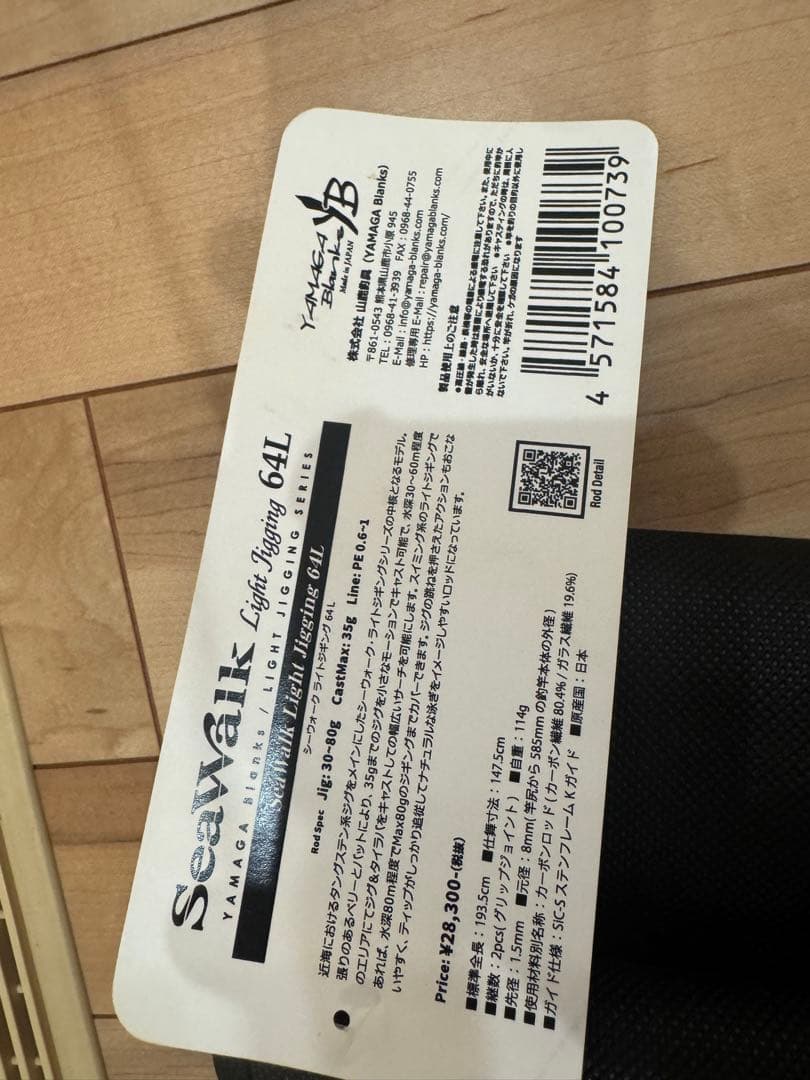 SeaWalk Light Jigging 64L
YAMAGA Blanks / LIGHT JIGGING SERIES
SeaWalk Light Jigging 64L
シーウォーク ライトジギング 64L
Rod Spec Jig: 30~80g CastMax: 35g Line: PE 0.6~1
近海におけるタングステン系ジグをメインにしたシーウォーク・ライトジギングシリーズの中核となるモデル。
張りのあるベリーとバットにより、35gまでのジグを小さなモーションでキャスト可能で、水深30~60m程度
のエリアにてジグ&タイラバをキャストしての幅広いサーチを可能にします。スイミング系のライトジギングで
あれば、水深80m程度でMax80gのジギングまでカバーできます。ジグの跳ねを押さえたアクションもおこな
いやすく、ティップがしっかり追従してナチュラルな泳ぎをイメージしやすいロッドになっています。
Price: ¥28,300-(税抜)
■標準全長：193.5cm ■仕舞寸法：147.5cm
■継数：2pcs(グリップジョイント) ■自重：114g
■先径：1.5mm ■元径：8mm(竿尻から585mmの釣竿本体の外径)
■使用材料別名称：カーボンロッド(カーボン繊維80.4%/ガラス繊維19.6%)
■ガイド仕様：SiC-SステンフレームKガイド ■原産国：日本
Rod Detail
YAMAGA
Blanks
YB
Made in JAPAN
株式会社 山鹿釣具 (YAMAGA Blanks)
〒861-0543 熊本県山鹿市小原 945
TEL：0968-41-3939 FAX：0968-44-0755
E-Mail：info@yamaga-blanks.com
修理専用 E-Mail：repair@yamagablanks.com
HP：https://yamaga-blanks.com/
製品使用上のご注意
4 571584 100739